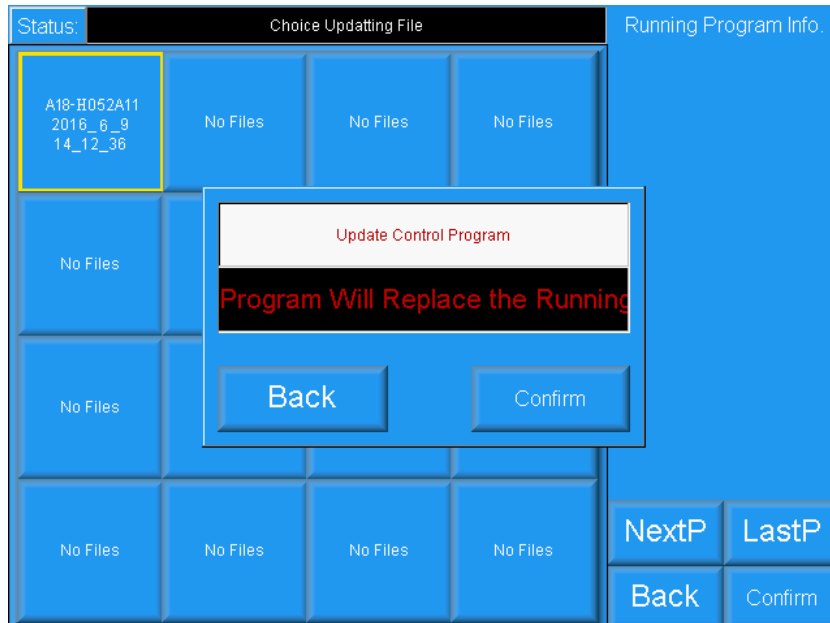 Status:
Choice Updatting File
Running Program Info.
A18-H052A11
2016_6_9
14_12_36
No Files
No Files
No Files
No Files
Update Control Program
Program Will Replace the Running
Back
Confirm
No Files
No Files
No Files
No Files
No Files
NextP
LastP
Back
Confirm